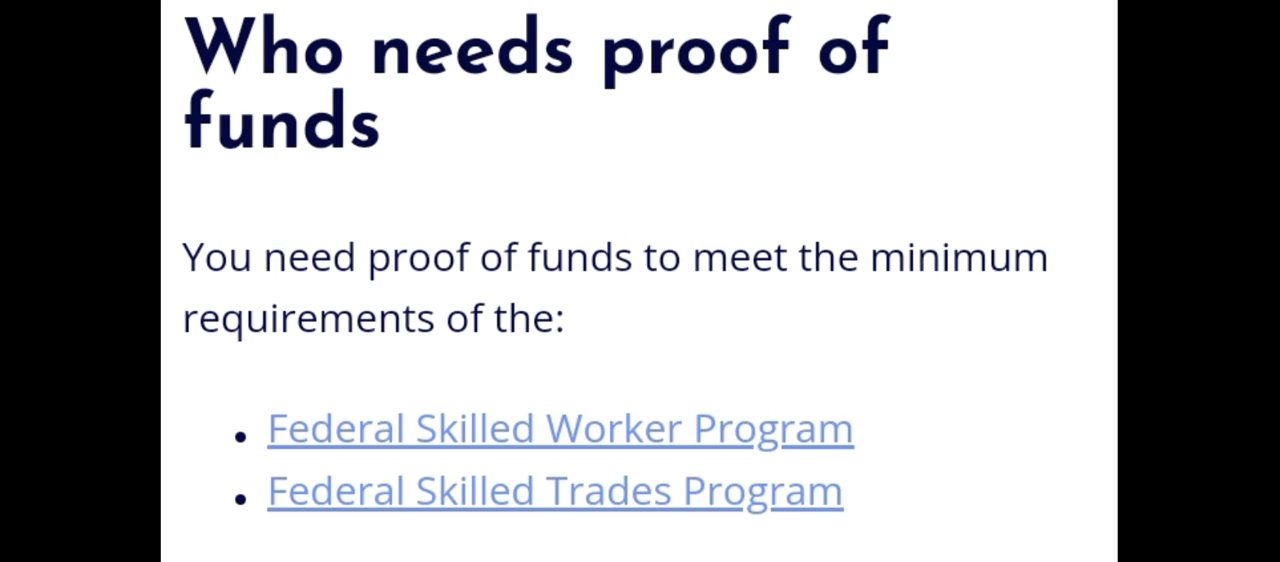 Who needs proof of
funds
You need proof of funds to meet the minimum
requirements of the:
• Federal Skilled Worker Program
• Federal Skilled Trades Program